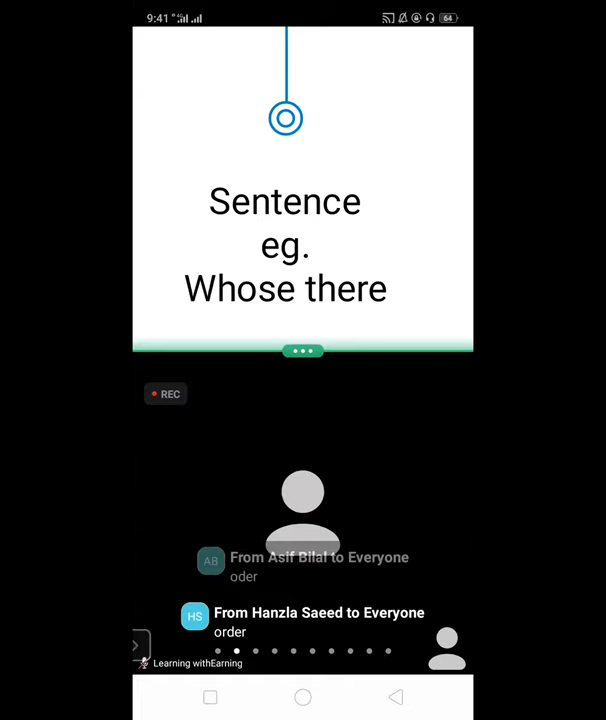 9:41
64
Sentence
eg.
Whose there
REC
AB
From Asif Bilal to Everyone
oder
HS
From Hanzla Saeed to Everyone
order
Learning withEarning